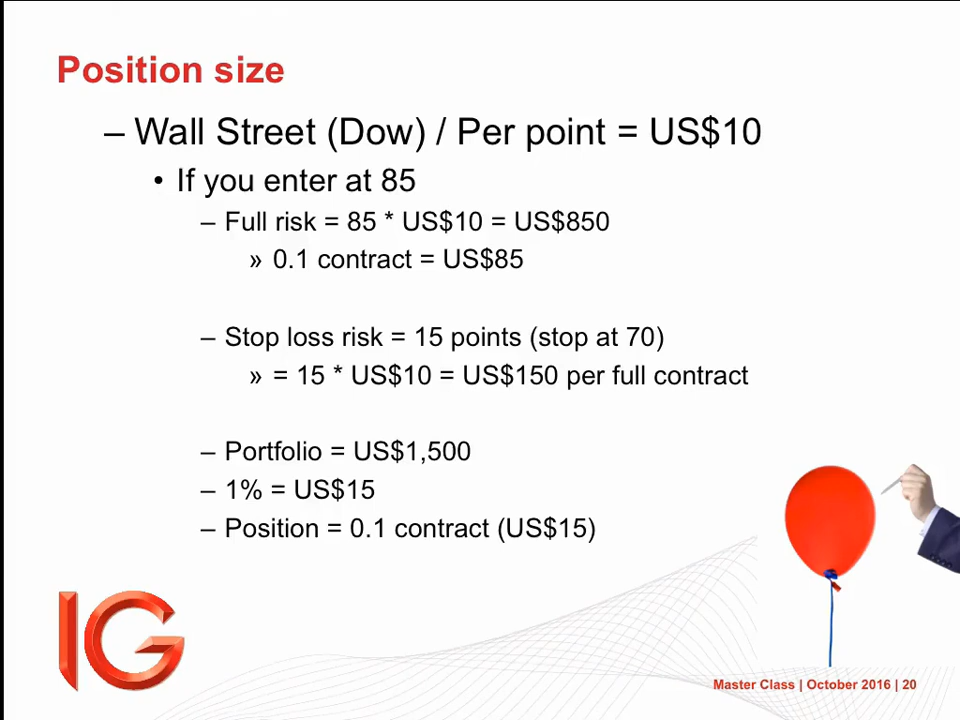 Position size
– Wall Street (Dow) / Per point = US$10
• If you enter at 85
– Full risk = 85 * US$10 = US$850
» 0.1 contract = US$85
– Stop loss risk = 15 points (stop at 70)
» = 15 * US$10 = US$150 per full contract
– Portfolio = US$1,500
– 1% = US$15
– Position = 0.1 contract (US$15)
IG
Master Class | October 2016 | 20